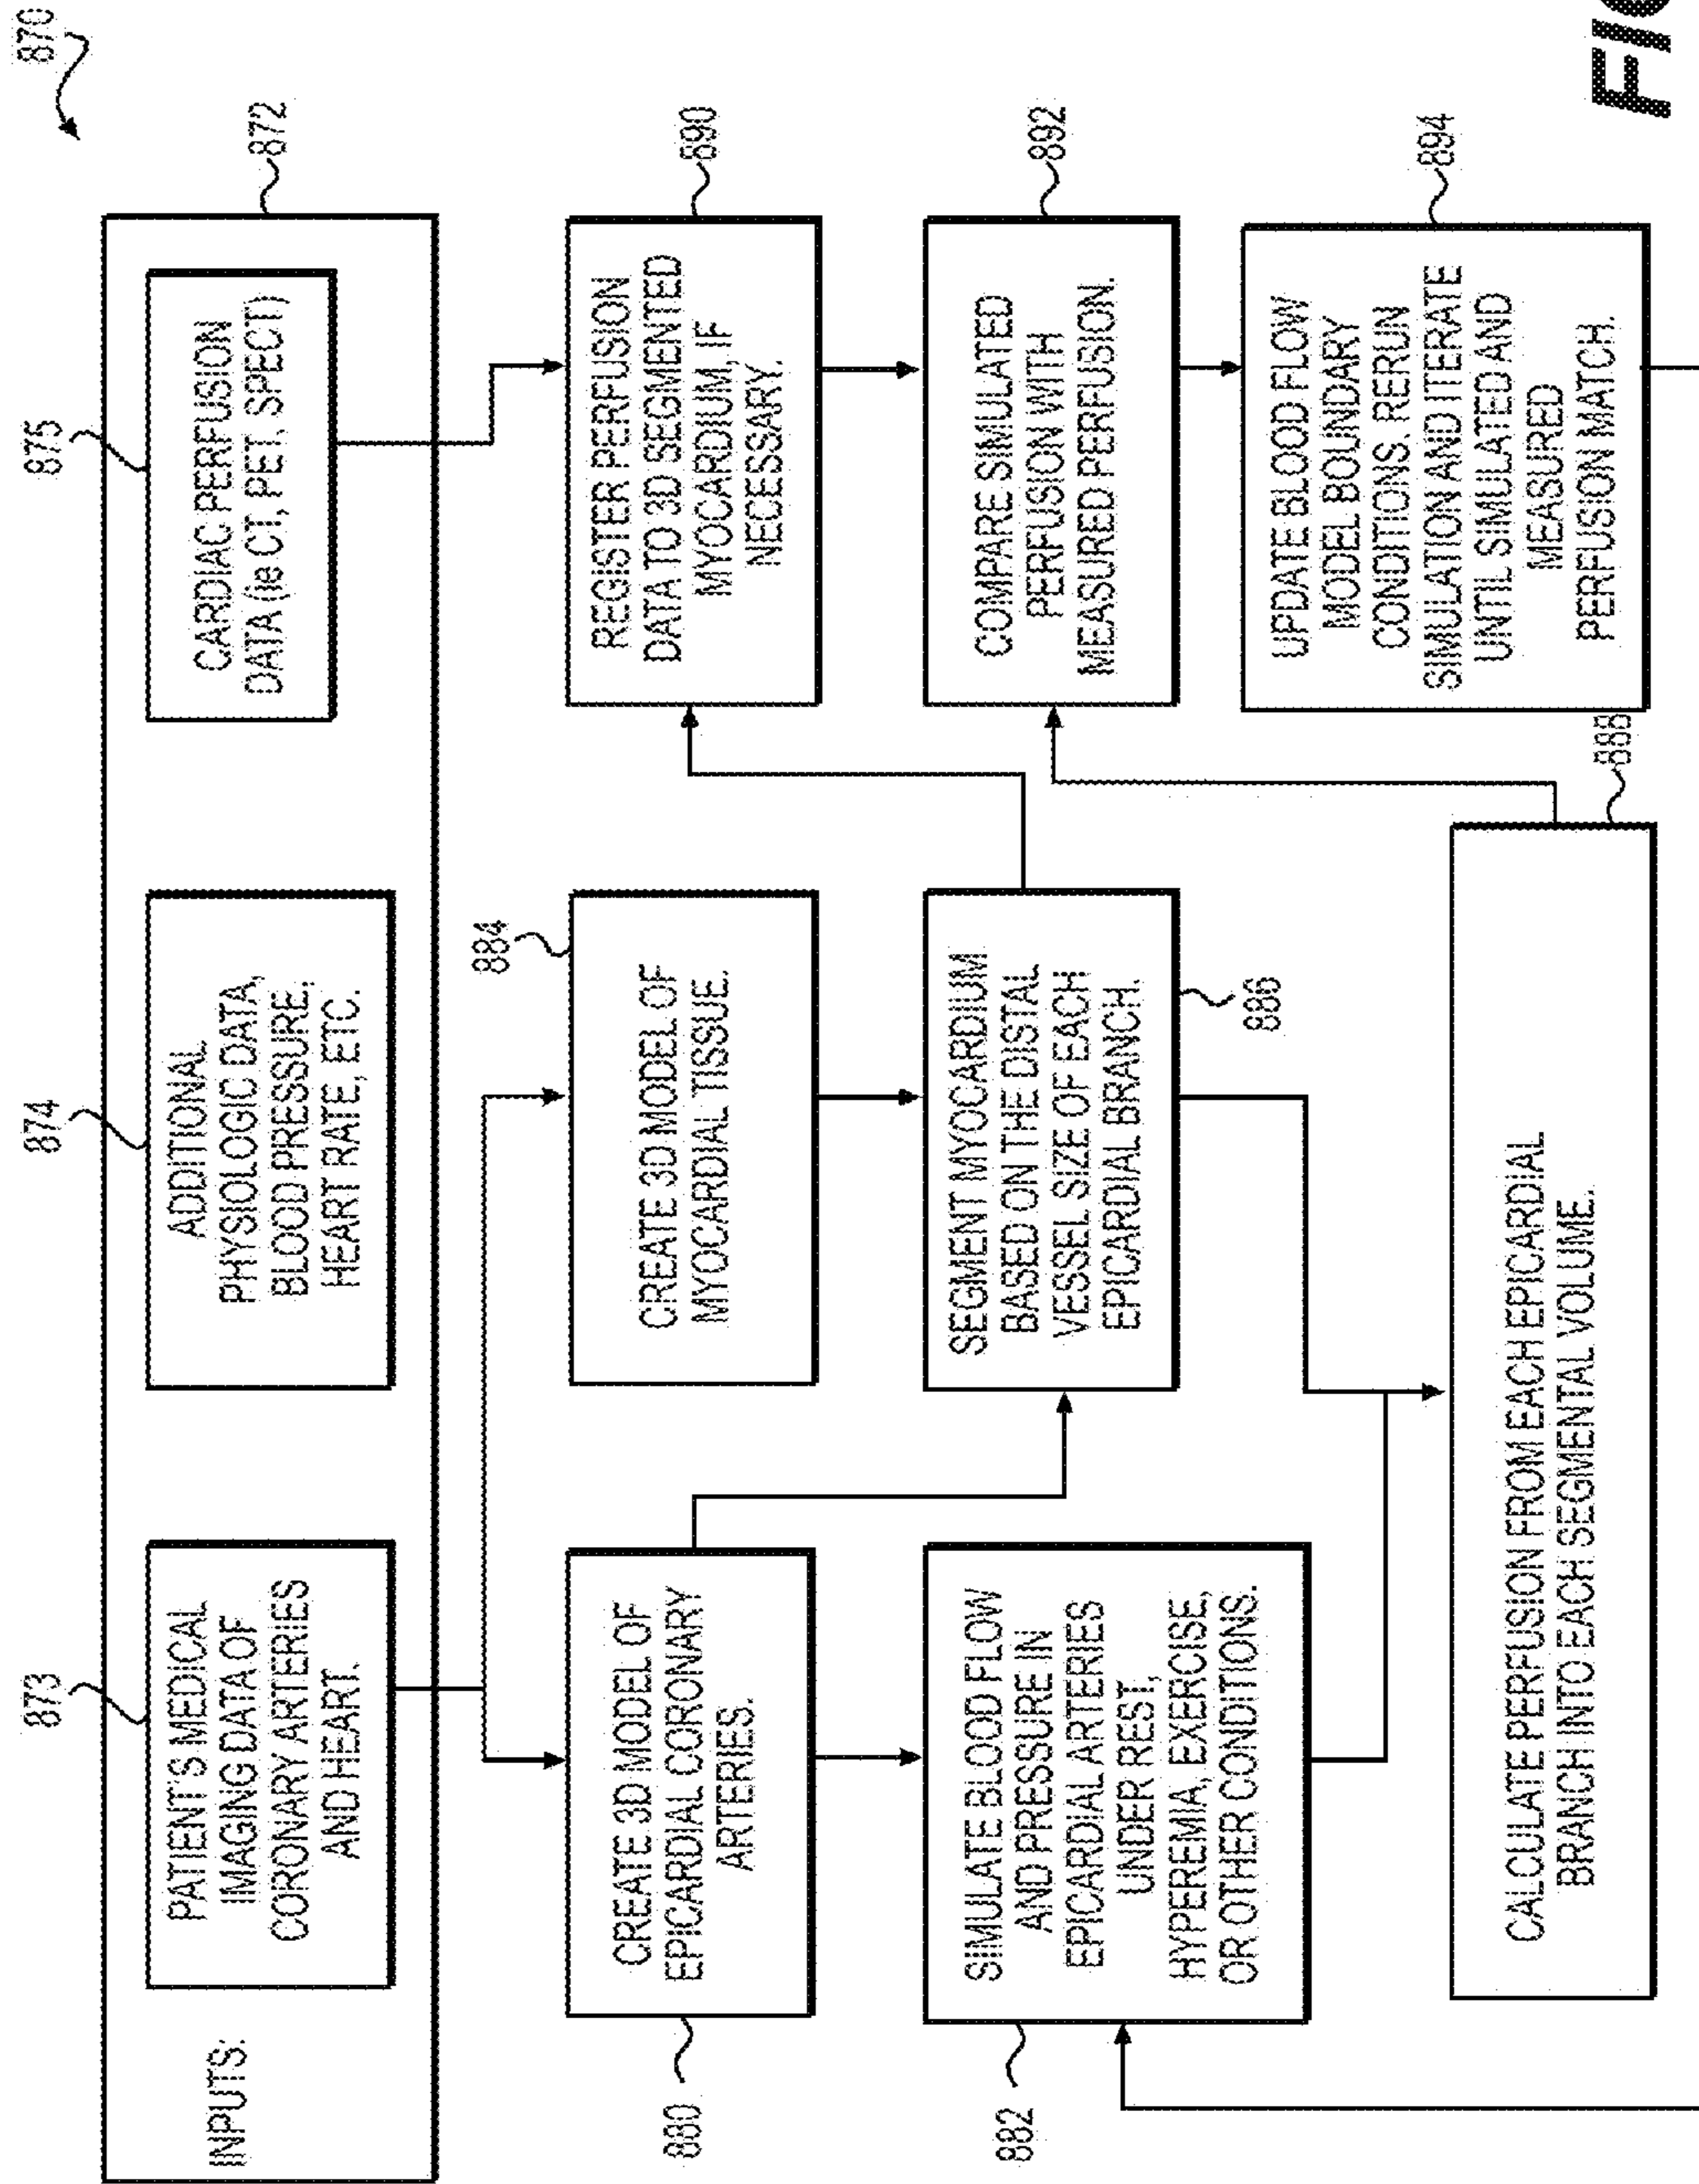 870
872
INPUTS:
873
PATIENT'S MEDICAL
IMAGING DATA OF
CORONARY ARTERIES
AND HEART.
874
ADDITIONAL
PHYSIOLOGIC DATA,
BLOOD PRESSURE,
HEART RATE, ETC.
875
CARDIAC PERFUSION
DATA (ie CT, PET, SPECT)
880
CREATE 3D MODEL OF
EPICARDIAL CORONARY
ARTERIES.
884
CREATE 3D MODEL OF
MYOCARDIAL TISSUE.
890
REGISTER PERFUSION
DATA TO 3D SEGMENTED
MYOCARDIUM, IF
NECESSARY.
882
SIMULATE BLOOD FLOW
AND PRESSURE IN
EPICARDIAL ARTERIES
UNDER REST,
HYPEREMIA, EXERCISE,
OR OTHER CONDITIONS.
886
SEGMENT MYOCARDIUM
BASED ON THE DISTAL
VESSEL SIZE OF EACH
EPICARDIAL BRANCH.
892
COMPARE SIMULATED
PERFUSION WITH
MEASURED PERFUSION.
894
UPDATE BLOOD FLOW
MODEL BOUNDARY
CONDITIONS. RERUN
SIMULATION AND ITERATE
UNTIL SIMULATED AND
MEASURED
PERFUSION MATCH.
888
CALCULATE PERFUSION FROM EACH EPICARDIAL
BRANCH INTO EACH SEGMENTAL VOLUME.